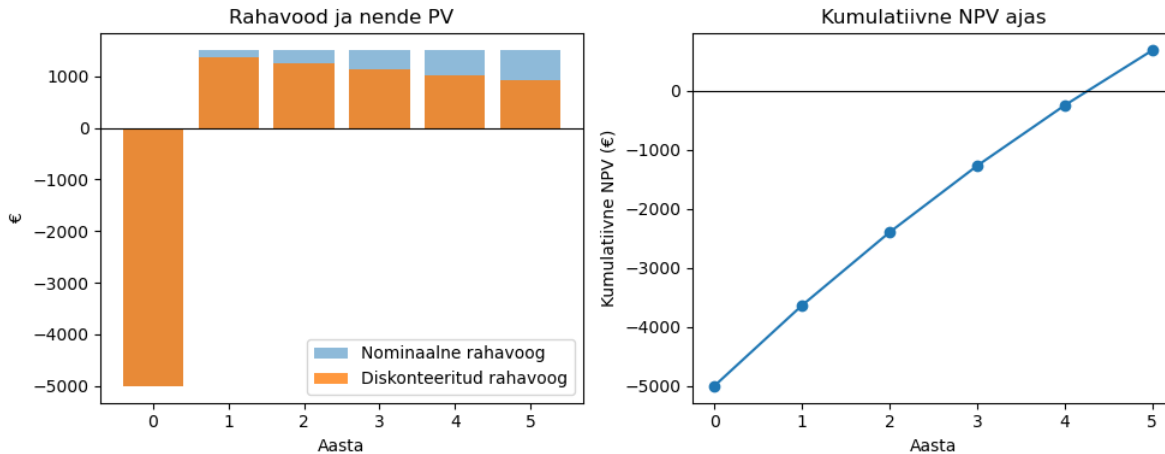 Rahavood ja nende PV
1000
0
−1000
−2000
−3000
−4000
−5000
€
0 1 2 3 4 5
Aasta
Nominaalne rahavoog
Diskonteeritud rahavoog
Kumulatiivne NPV ajas
0
−1000
−2000
−3000
−4000
−5000
Kumulatiivne NPV (€)
0 1 2 3 4 5
Aasta